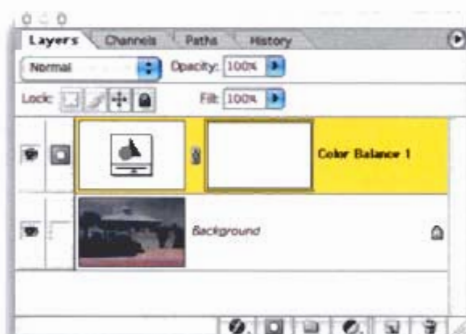 Layers Channels Paths History
Normal Opacity: 100%
Lock: Fill: 100%
Color Balance 1
Background